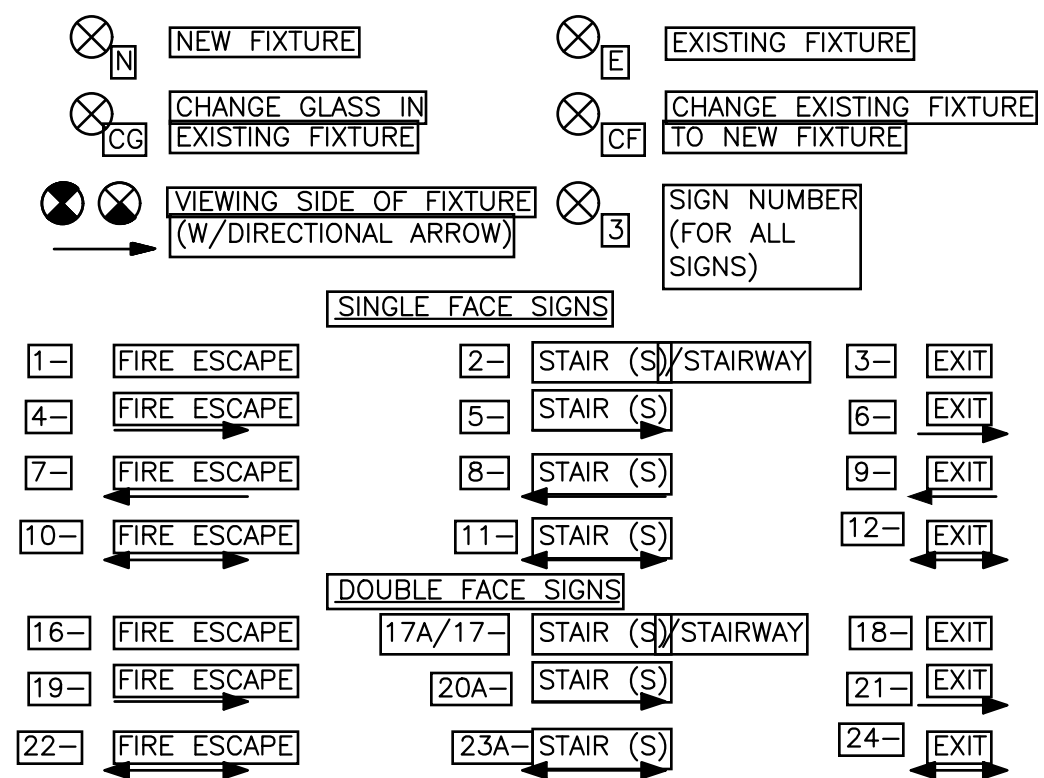 N NEW FIXTURE
E EXISTING FIXTURE
CG CHANGE GLASS IN
EXISTING FIXTURE
CF CHANGE EXISTING FIXTURE
TO NEW FIXTURE
VIEWING SIDE OF FIXTURE
(W/DIRECTIONAL ARROW)
3 SIGN NUMBER
(FOR ALL
SIGNS)
SINGLE FACE SIGNS
1- FIRE ESCAPE 2- STAIR (S)/STAIRWAY 3- EXIT
4- FIRE ESCAPE 5- STAIR (S) 6- EXIT
7- FIRE ESCAPE 8- STAIR (S) 9- EXIT
10- FIRE ESCAPE 11- STAIR (S) 12- EXIT
DOUBLE FACE SIGNS
16- FIRE ESCAPE 17A/17- STAIR (S)/STAIRWAY 18- EXIT
19- FIRE ESCAPE 20A- STAIR (S) 21- EXIT
22- FIRE ESCAPE 23A- STAIR (S) 24- EXIT